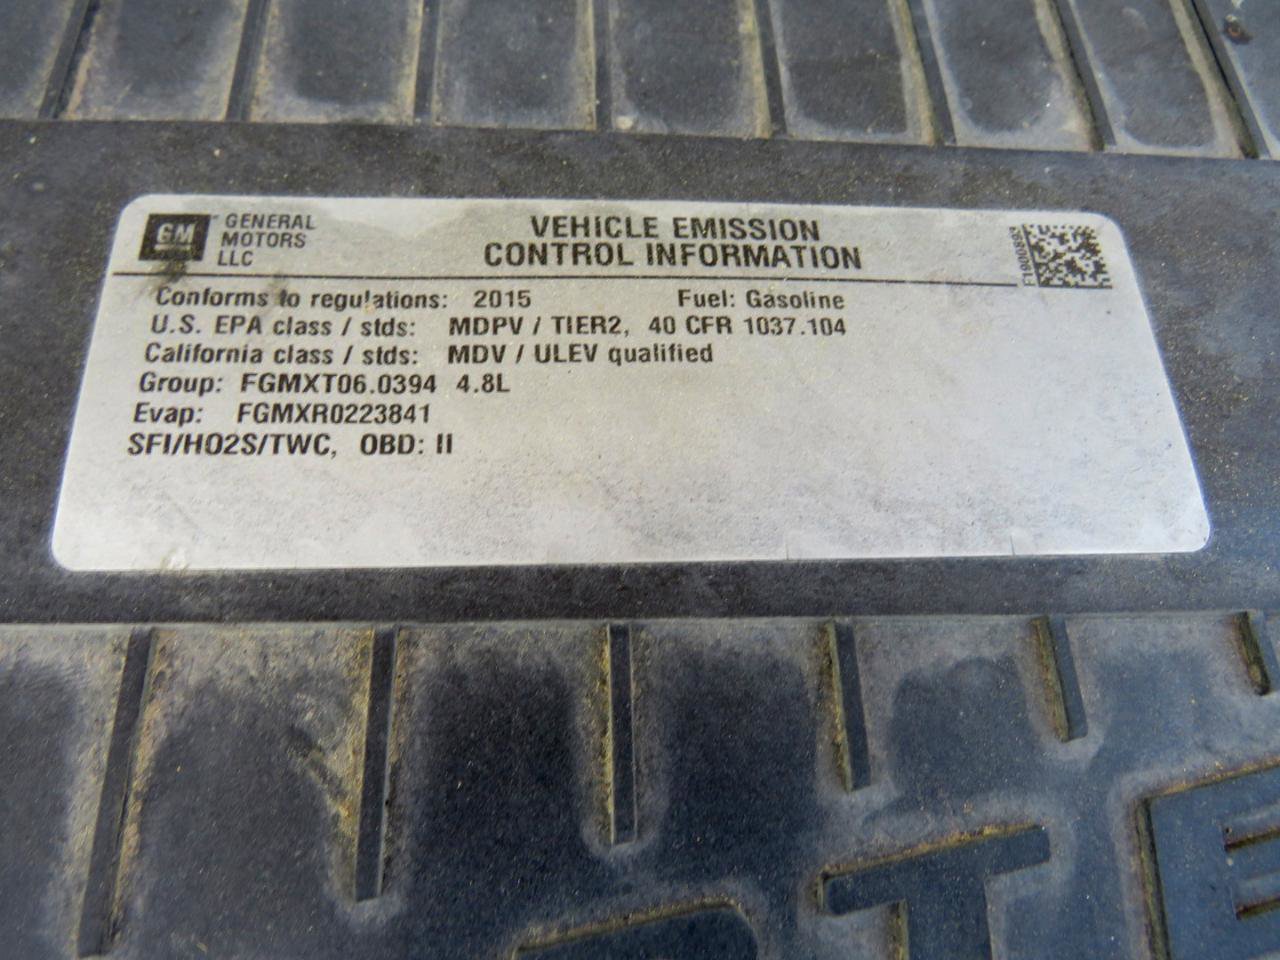 GM GENERAL MOTORS LLC
VEHICLE EMISSION
CONTROL INFORMATION
Conforms to regulations: 2015 Fuel: Gasoline
U.S. EPA class / stds: MDPV / TIER2, 40 CFR 1037.104
California class / stds: MDV / ULEV qualified
Group: FGMXT06.0394 4.8L
Evap: FGMXR0223841
SFI/HO2S/TWC, OBD: II